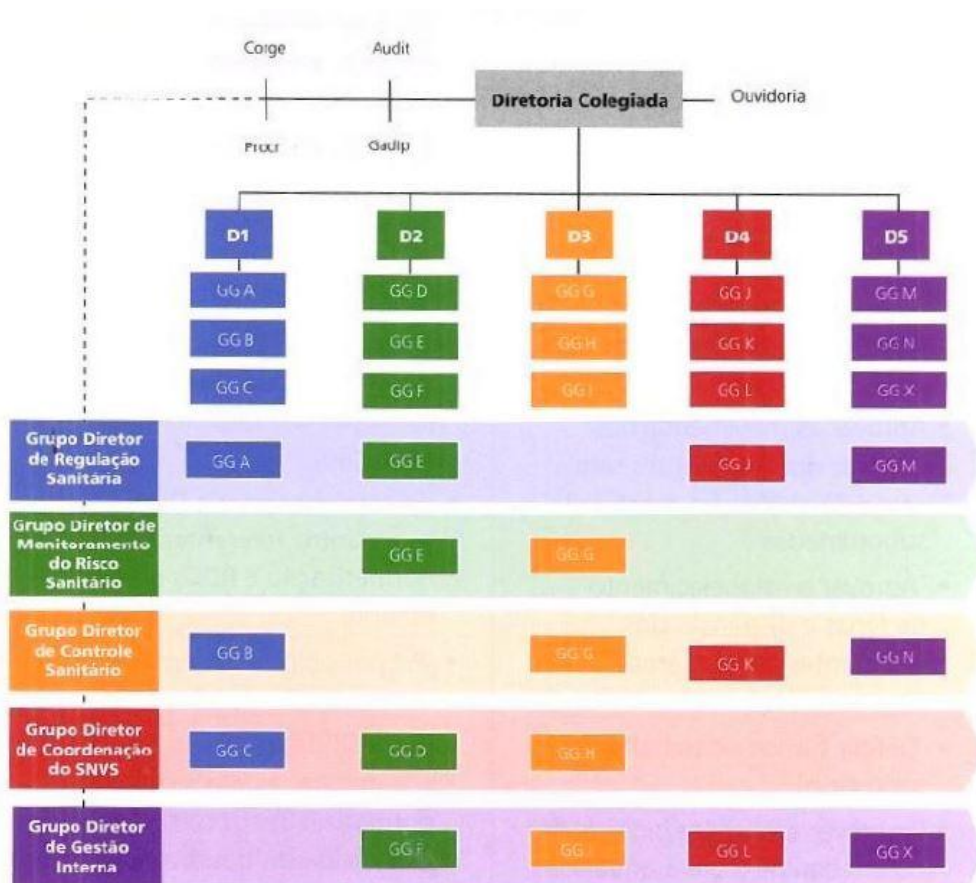 Corge
Audit
Diretoria Colegiada
Ouvidoria
Procr
Gadip
D1 D2 D3 D4 D5
GG A GG D GG G GG J GG M
GG B GG E GG H GG K GG N
GG C GG F GG I GG L GG X
Grupo Diretor
de Regulação
Sanitária
GG A GG E GG J GG M
Grupo Diretor de
Monitoramento
do Risco
Sanitário
GG E GG G
Grupo Diretor
de Controle
Sanitário
GG B GG G GG K GG N
Grupo Diretor
de Coordenação
do SNVS
GG C GG D GG H
Grupo Diretor
de Gestão
Interna
GG F GG I GG L GG X